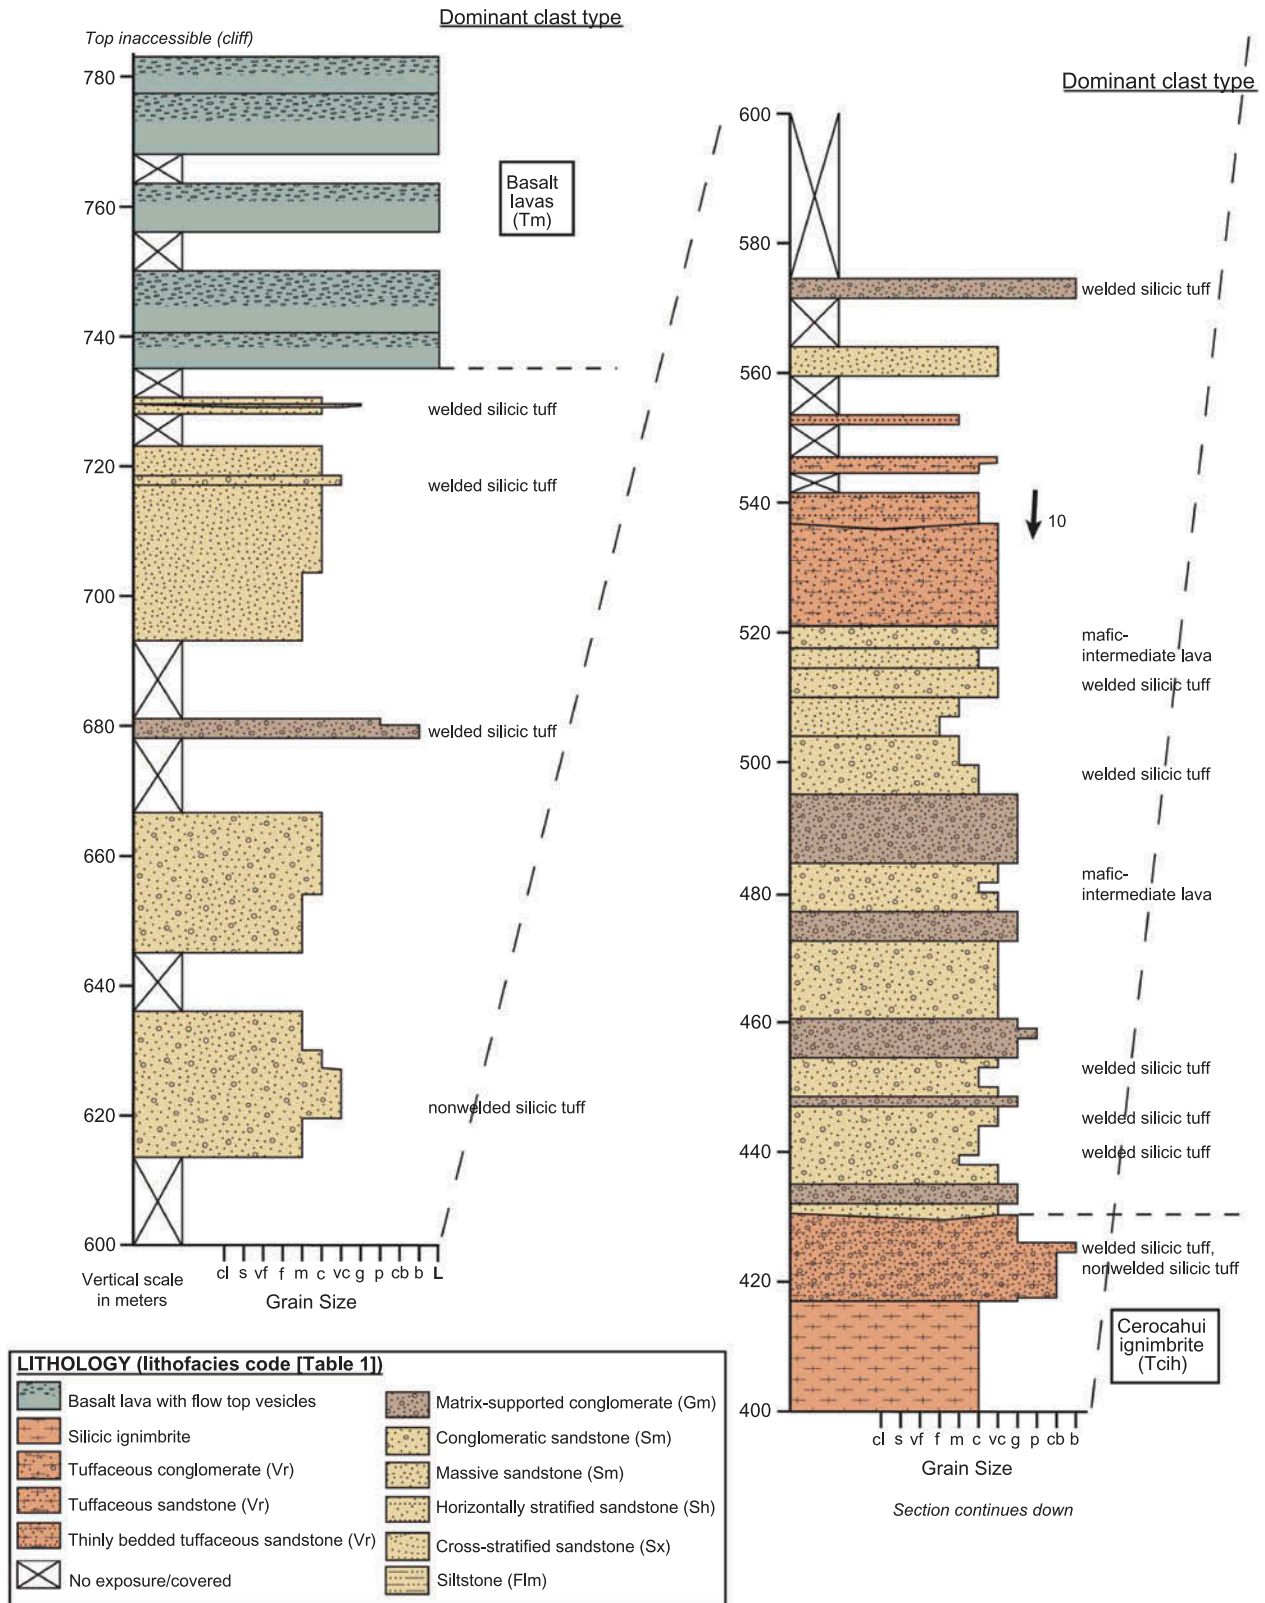 Dominant clast type
Top inaccessible (cliff)
780
760
740
720
700
680
660
640
620
600
Basalt
lavas
(Tm)
welded silicic tuff
welded silicic tuff
welded silicic tuff
nonwelded silicic tuff
cl s vf f m c vc g p cb b L
Vertical scale
in meters
Grain Size
Dominant clast type
600
580
560
540
520
500
480
460
440
420
400
welded silicic tuff
10
mafic-
intermediate lava
welded silicic tuff
welded silicic tuff
mafic-
intermediate lava
welded silicic tuff
welded silicic tuff
welded silicic tuff
welded silicic tuff,
nonwelded silicic tuff
Cerocahui
ignimbrite
(Tcih)
cl s vf f m c vc g p cb b
Grain Size
Section continues down
LITHOLOGY (lithofacies code [Table 1])
Basalt lava with flow top vesicles
Silicic ignimbrite
Tuffaceous conglomerate (Vr)
Tuffaceous sandstone (Vr)
Thinly bedded tuffaceous sandstone (Vr)
No exposure/covered
Matrix-supported conglomerate (Gm)
Conglomeratic sandstone (Sm)
Massive sandstone (Sm)
Horizontally stratified sandstone (Sh)
Cross-stratified sandstone (Sx)
Siltstone (Flm)